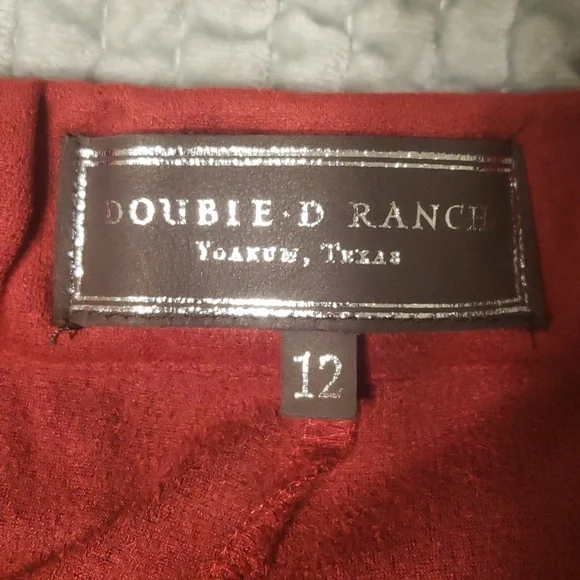 DOUBLE·D RANCH
YOAKUM, TEXAS
12